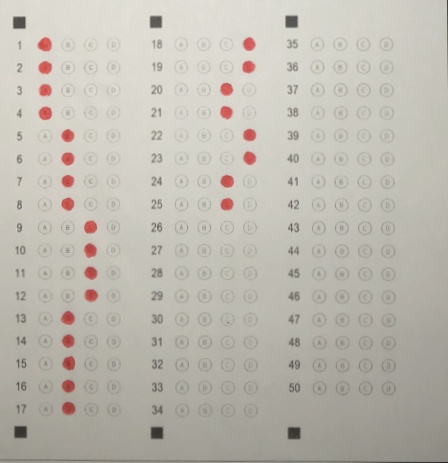 1 A B C D
2 A B C D
3 A B C D
4 A B C D
5 A B C D
6 A B C D
7 A B C D
8 A B C D
9 A B C D
10 A B C D
11 A B C D
12 A B C D
13 A B C D
14 A B C D
15 A B C D
16 A B C D
17 A B C D
18 A B C D
19 A B C D
20 A B C D
21 A B C D
22 A B C D
23 A B C D
24 A B C D
25 A B C D
26 A B C D
27 A B C D
28 A B C D
29 A B C D
30 A B C D
31 A B C D
32 A B C D
33 A B C D
34 A B C D
35 A B C D
36 A B C D
37 A B C D
38 A B C D
39 A B C D
40 A B C D
41 A B C D
42 A B C D
43 A B C D
44 A B C D
45 A B C D
46 A B C D
47 A B C D
48 A B C D
49 A B C D
50 A B C D